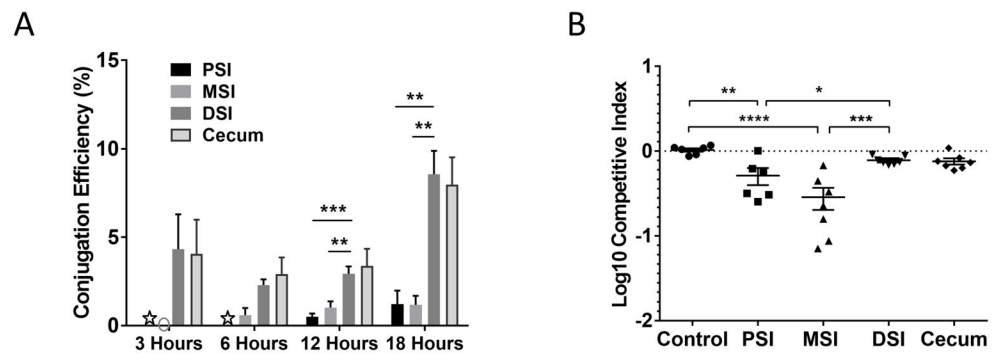 A
Conjugation Efficiency (%)
15
10
5
0
PSI
MSI
DSI
Cecum
**
**
***
**
3 Hours 6 Hours 12 Hours 18 Hours
B
Log10 Competitive Index
1
0
-1
-2
** *
**** ***
Control PSI MSI DSI Cecum